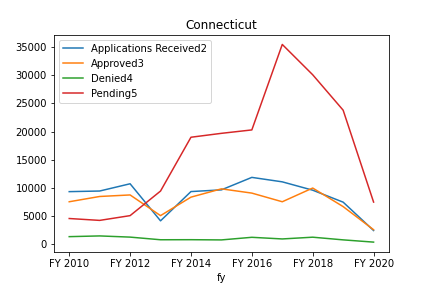 Connecticut
Applications Received2
Approved3
Denied4
Pending5
35000
30000
25000
20000
15000
10000
5000
0
FY 2010 FY 2012 FY 2014 FY 2016 FY 2018 FY 2020
fy